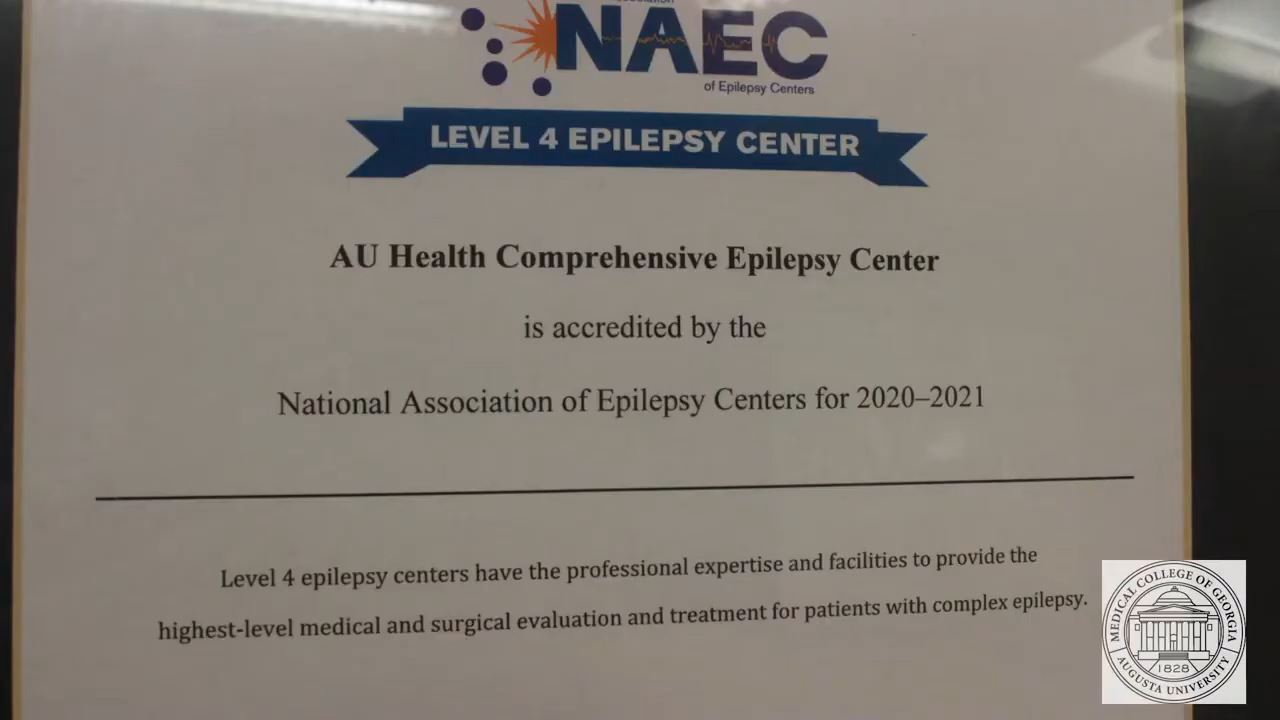 NAEC
of Epilepsy Centers
LEVEL 4 EPILEPSY CENTER
AU Health Comprehensive Epilepsy Center
is accredited by the
National Association of Epilepsy Centers for 2020–2021
Level 4 epilepsy centers have the professional expertise and facilities to provide the
highest-level medical and surgical evaluation and treatment for patients with complex epilepsy.
MEDICAL COLLEGE OF GEORGIA
1828
AUGUSTA UNIVERSITY